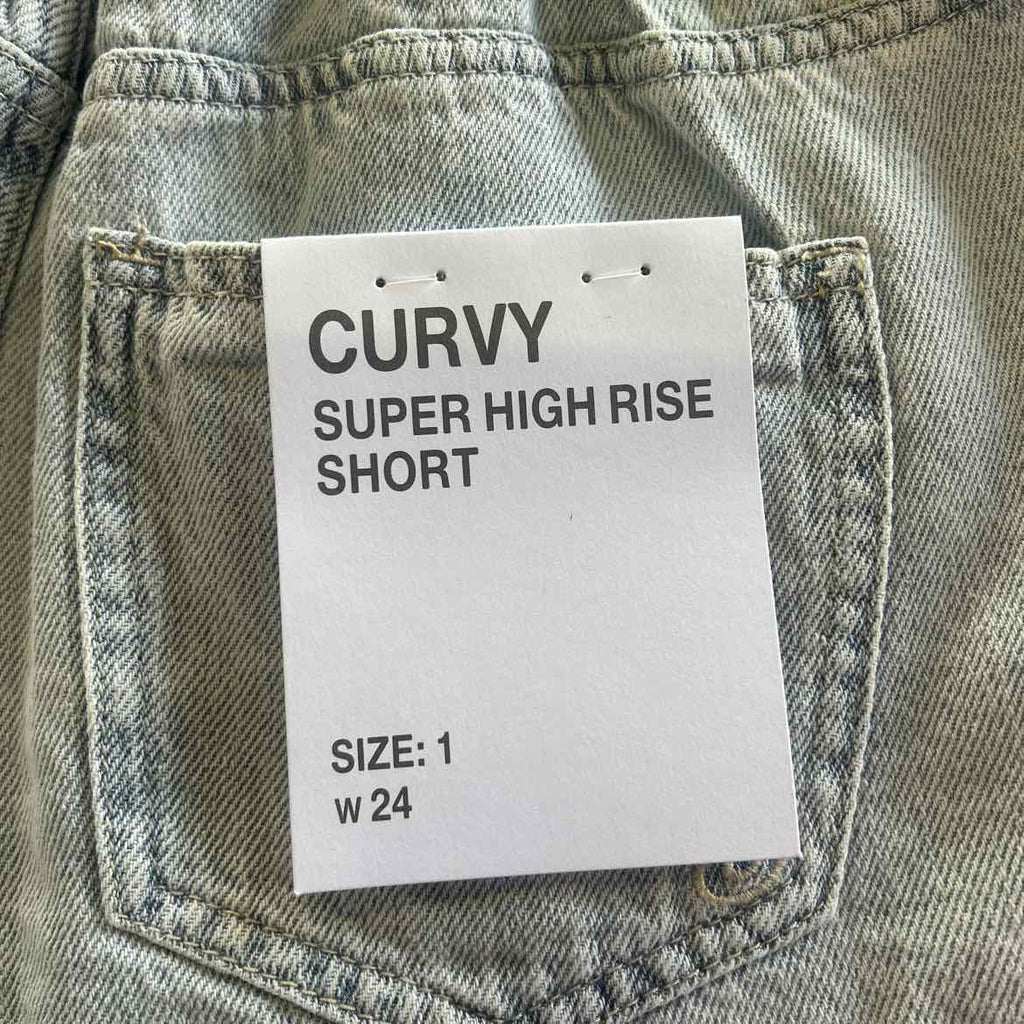 CURVY
SUPER HIGH RISE
SHORT
SIZE: 1
W 24